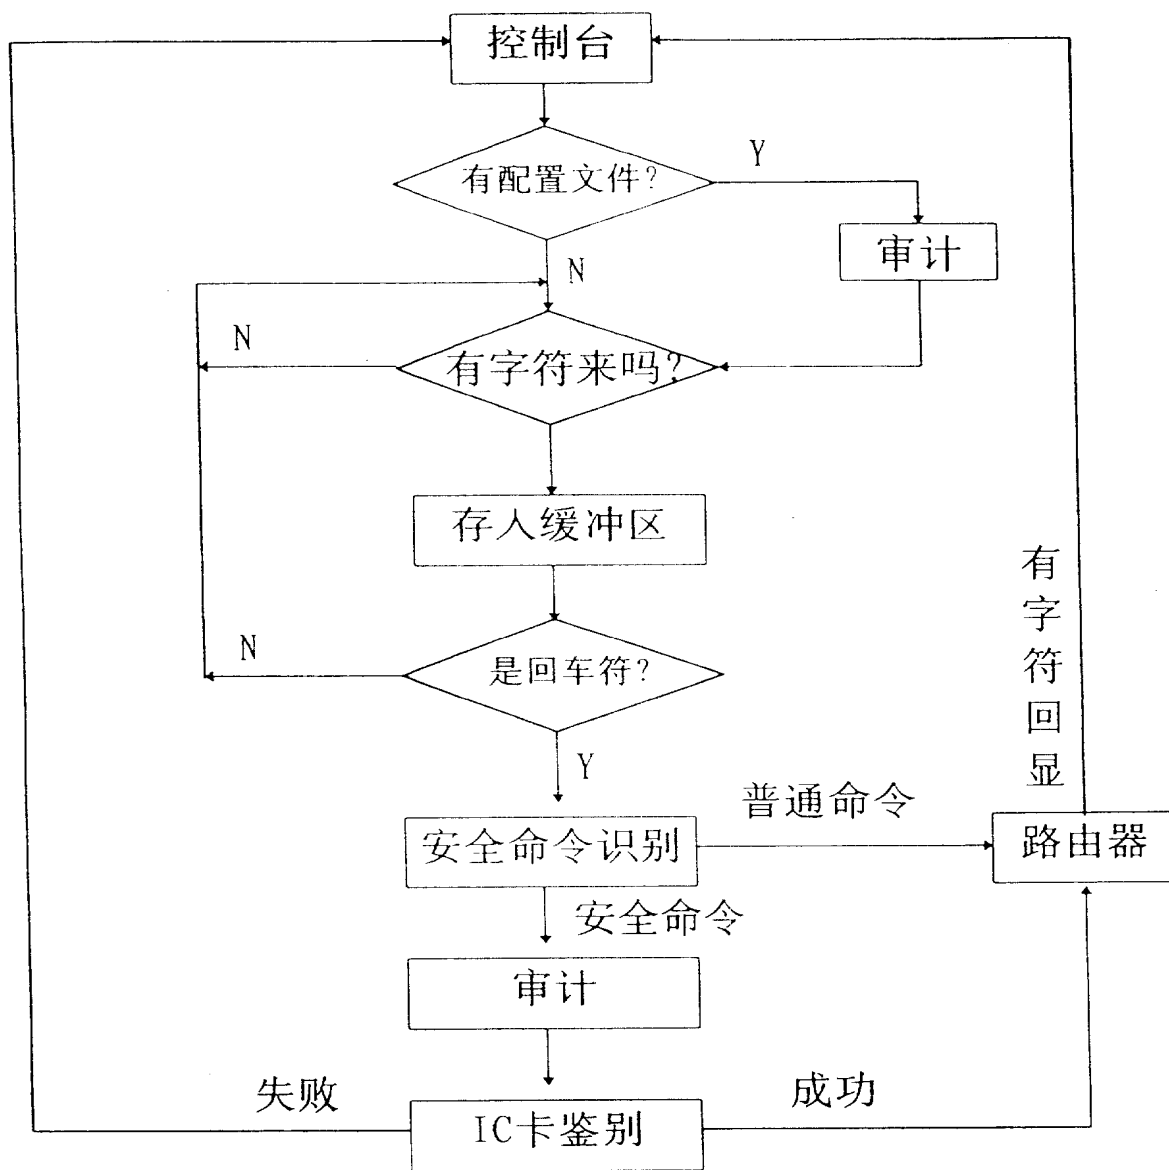 控制台
有配置文件?
Y
审计
N
有字符来吗?
N
存人缓冲区
是回车符?
N
Y
有字符回显
安全命令识别
普通命令
路由器
安全命令
审计
IC卡鉴别
失败
成功